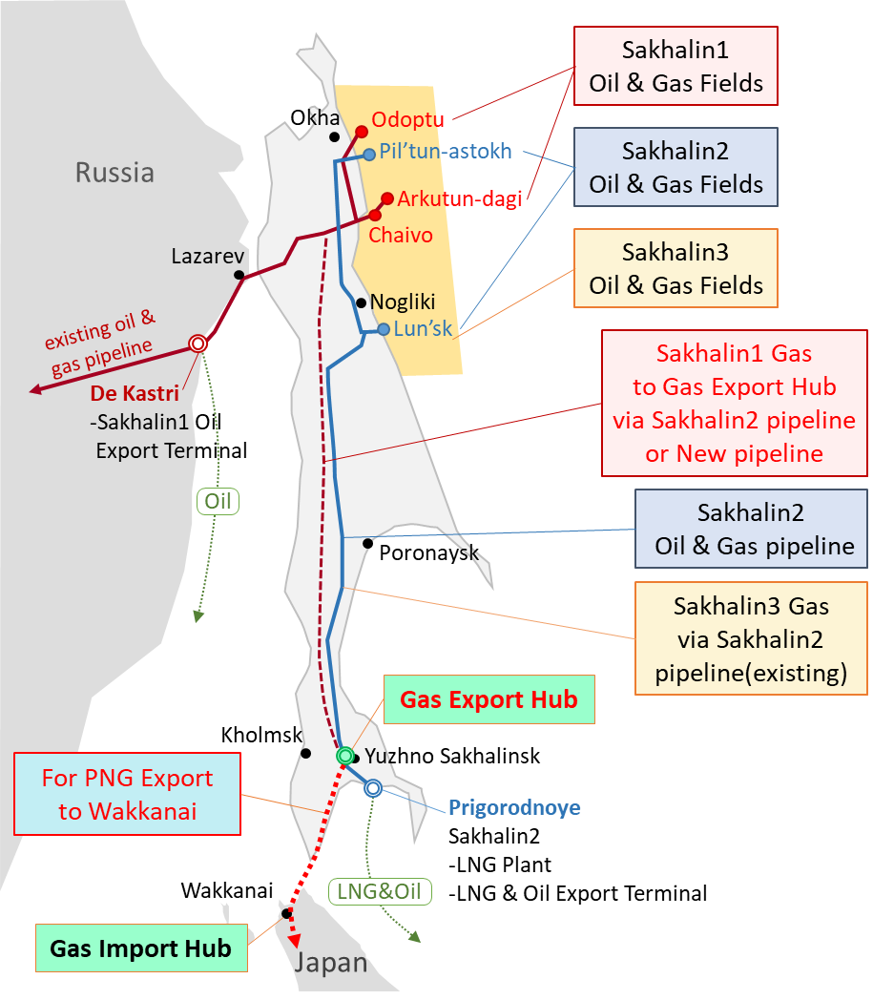 Sakhalin1
Oil & Gas Fields
Okha
Odoptu
Pil'tun-astokh
Sakhalin2
Oil & Gas Fields
Russia
Arkutun-dagi
Chaivo
Sakhalin3
Oil & Gas Fields
Lazarev
Nogliki
Lun'sk
existing oil &
gas pipeline
De Kastri
-Sakhalin1 Oil
Export Terminal
Sakhalin1 Gas
to Gas Export Hub
via Sakhalin2 pipeline
or New pipeline
Oil
Sakhalin2
Oil & Gas pipeline
Poronaysk
Sakhalin3 Gas
via Sakhalin2
pipeline(existing)
Gas Export Hub
Kholmsk
Yuzhno Sakhalinsk
For PNG Export
to Wakkanai
Prigorodnoye
Sakhalin2
-LNG Plant
-LNG & Oil Export Terminal
Wakkanai
LNG&Oil
Gas Import Hub
Japan